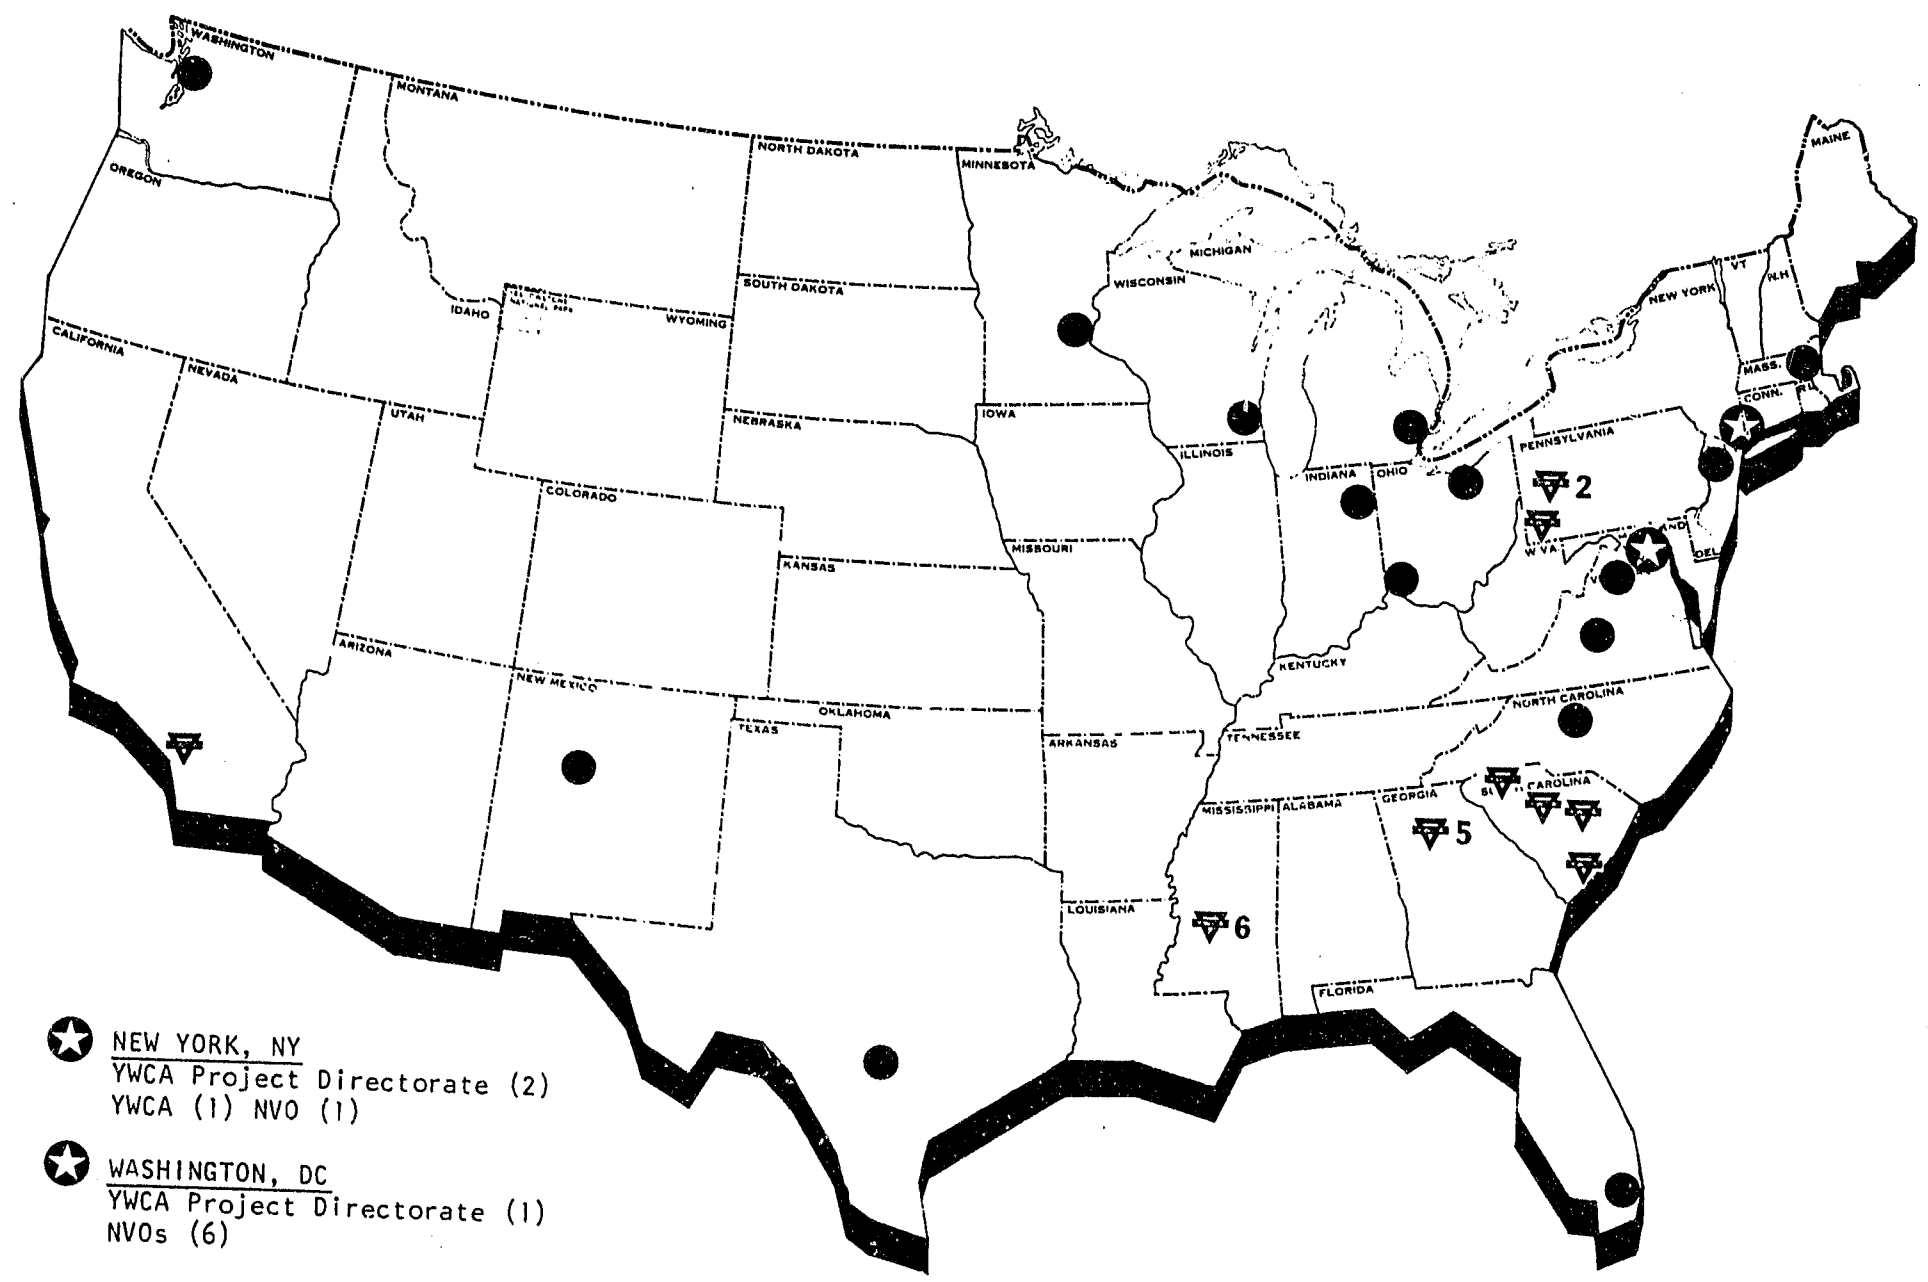 WASHINGTON
MONTANA
NORTH DAKOTA
MINNESOTA
MAINE
OREGON
MICHIGAN
VT
N.H
WISCONSIN
SOUTH DAKOTA
NEW YORK
IDAHO
WYOMING
CALIFORNIA
NEVADA
MASS.
UTAH
IOWA
CONN.
R.I.
NEBRASKA
PENNSYLVANIA
ILLINOIS
INDIANA
OHIO
2
COLORADO
MISSOURI
W VA
DEL
KANSAS
ARIZONA
KENTUCKY
NEW MEXICO
NORTH CAROLINA
OKLAHOMA
TEXAS
ARKANSAS
TENNESSEE
CAROLINA
MISSISSIPPI
ALABAMA
GEORGIA
5
LOUISIANA
6
FLORIDA
NEW YORK, NY
YWCA Project Directorate (2)
YWCA (1) NVO (1)
WASHINGTON, DC
YWCA Project Directorate (1)
NVOs (6)